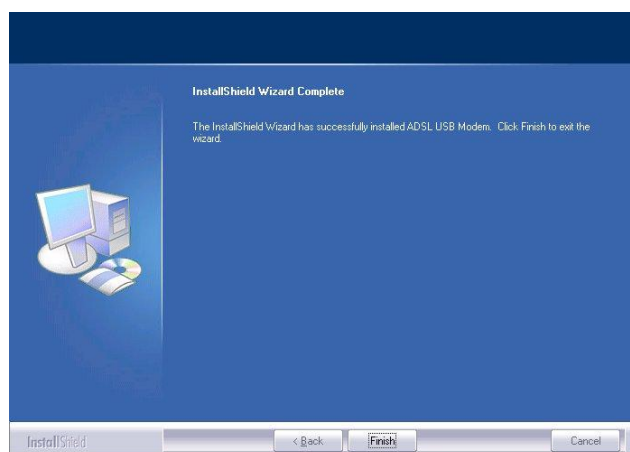 InstallShield Wizard Complete
The InstallShield Wizard has successfully installed ADSL USB Modem. Click Finish to exit the
wizard.
InstallShield
< Back
Finish
Cancel